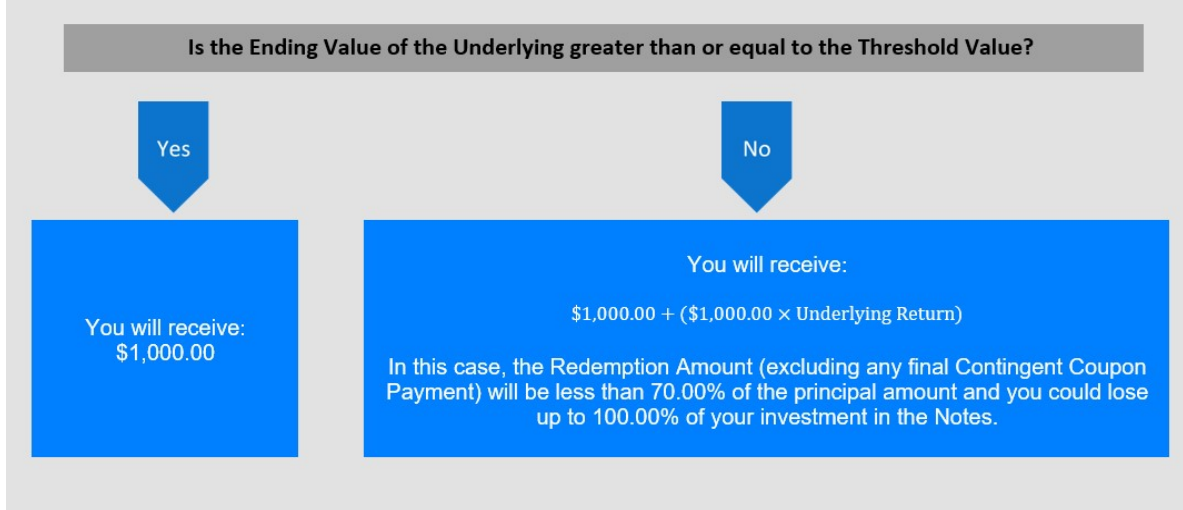 Is the Ending Value of the Underlying greater than or equal to the Threshold Value?
Yes
No
You will receive:
$1,000.00
You will receive:
$1,000.00 + ($1,000.00 × Underlying Return)
In this case, the Redemption Amount (excluding any final Contingent Coupon
Payment) will be less than 70.00% of the principal amount and you could lose
up to 100.00% of your investment in the Notes.